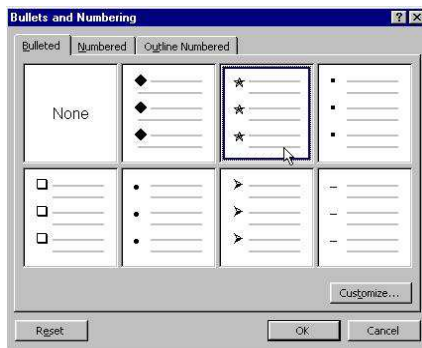 Bullets and Numbering
Bulleted Numbered Outline Numbered
None
Customize...
Reset OK Cancel